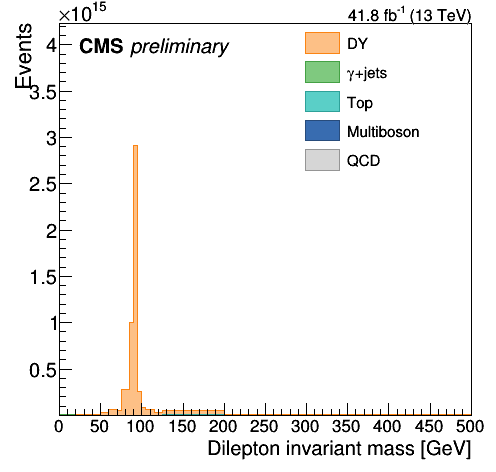 ×10¹⁵
41.8 fb⁻¹ (13 TeV)
CMS preliminary
Events
4
3.5
3
2.5
2
1.5
1
0.5
DY
γ+jets
Top
Multiboson
QCD
0 50 100 150 200 250 300 350 400 450 500
Dilepton invariant mass [GeV]